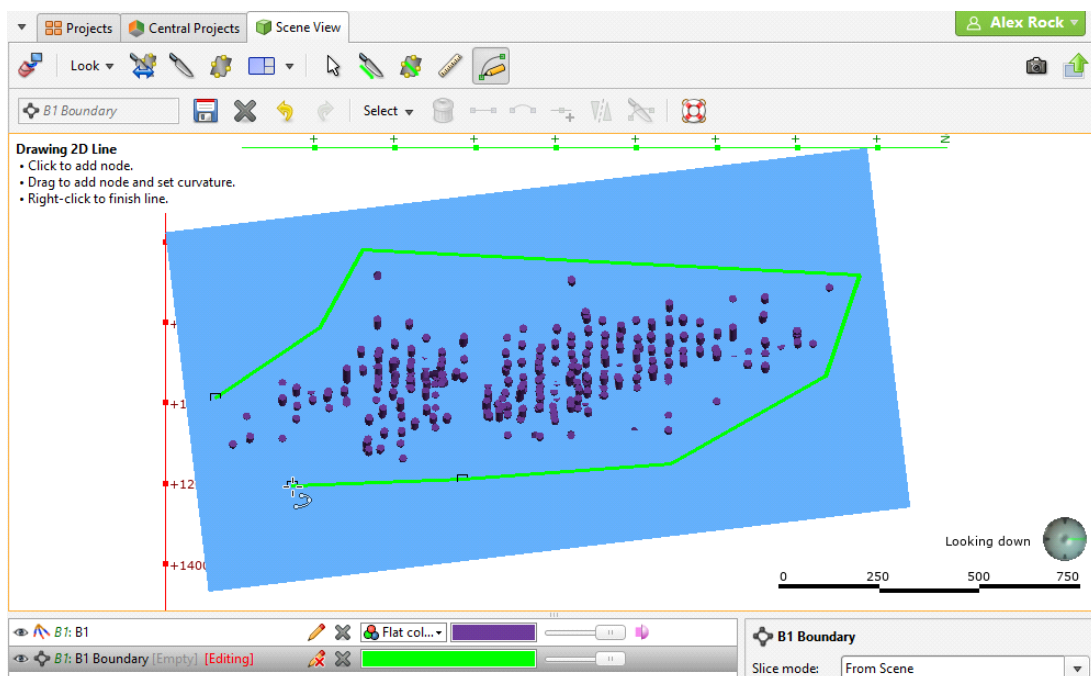 Projects Central Projects Scene View Alex Rock
Look
B1 Boundary Select
Drawing 2D Line
• Click to add node.
• Drag to add node and set curvature.
• Right-click to finish line.
N
+1
+12
+1400
Looking down
0 250 500 750
B1: B1 Flat col...
B1: B1 Boundary [Empty] [Editing]
B1 Boundary
Slice mode: From Scene